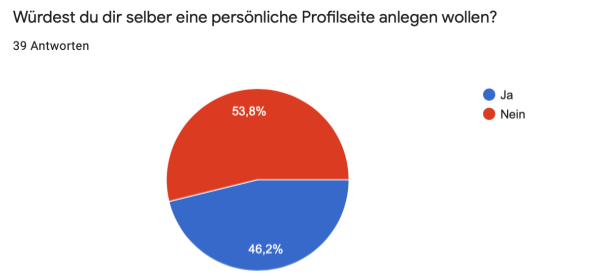 Würdest du dir selber eine persönliche Profilseite anlegen wollen?
39 Antworten
53,8%
46,2%
Ja
Nein